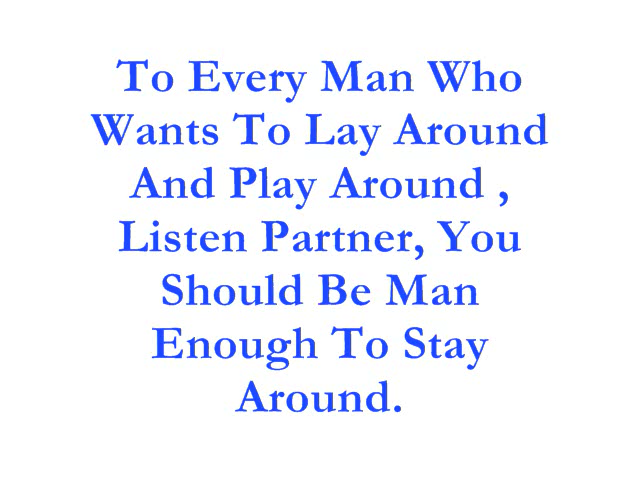 To Every Man Who
Wants To Lay Around
And Play Around ,
Listen Partner, You
Should Be Man
Enough To Stay
Around.